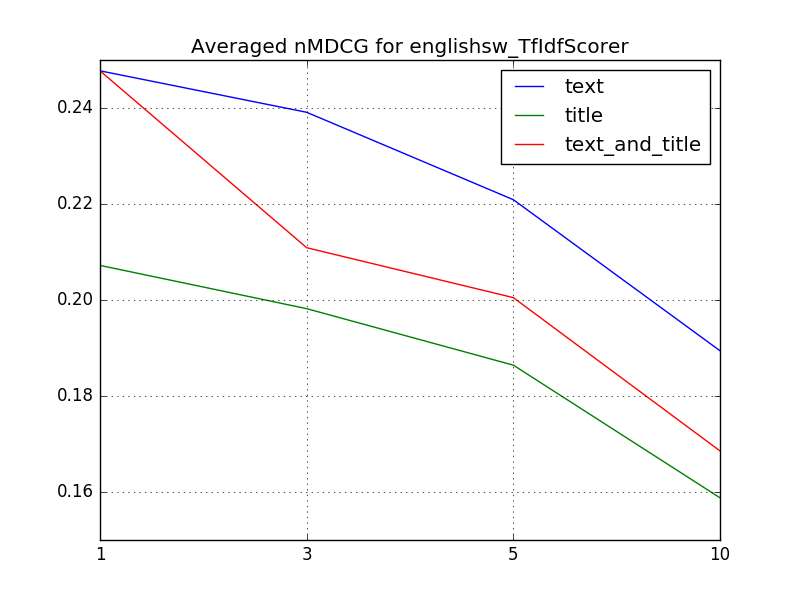 Averaged nMDCG for englishsw_TfIdfScorer
text
title
text_and_title
0.24
0.22
0.20
0.18
0.16
1 3 5 10